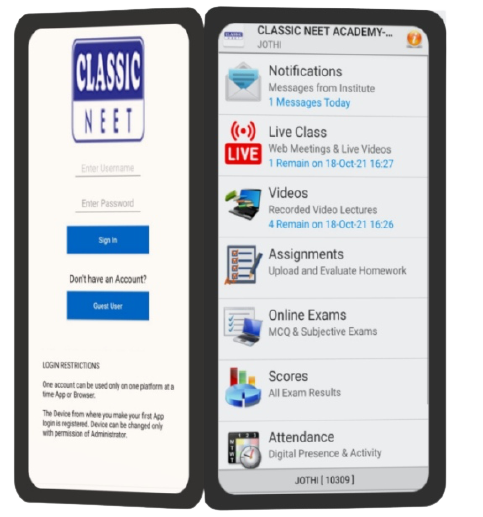 CLASSIC
NEET
Enter Username
Enter Password
Sign In
Don't have an Account?
Guest User
LOGIN RESTRICTIONS
One account can be used only on one platform at a
time App or Browser.
The Device from where you make your first App
login is registered. Device can be changed only
with permission of Administrator.
CLASSIC NEET ACADEMY-...
JOTHI
Notifications
Messages from Institute
1 Messages Today
Live Class
LIVE
Web Meetings & Live Videos
1 Remain on 18-Oct-21 16:27
Videos
Recorded Video Lectures
4 Remain on 18-Oct-21 16:26
Assignments
Upload and Evaluate Homework
Online Exams
MCQ & Subjective Exams
Scores
All Exam Results
Attendance
Digital Presence & Activity
JOTHI [ 10309 ]